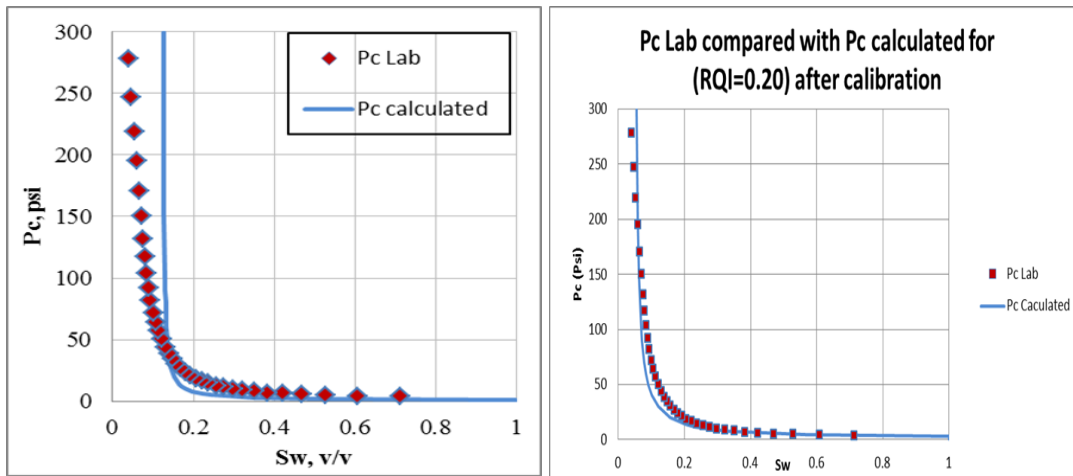 300
250
200
150
100
50
0
Pc,psi
Pc Lab
Pc calculated
0 0.2 0.4 0.6 0.8 1
Sw, v/v
Pc Lab compared with Pc calculated for
(RQI=0.20) after calibration
300
250
200
150
100
50
0
Pc (Psi)
Pc Lab
Pc Caculated
0 0.2 0.4 0.6 0.8 1
Sw